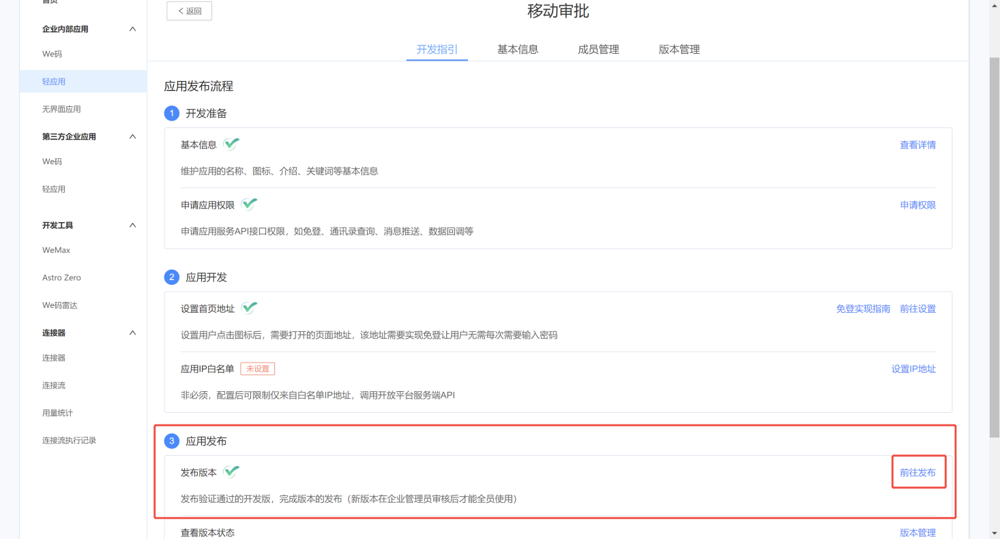 首页
企业内部应用
We码
轻应用
无界面应用
第三方企业应用
We码
轻应用
开发工具
WeMax
Astro Zero
We码雷达
连接器
连接器
连接流
用量统计
连接流执行记录
返回
移动审批
开发指引 基本信息 成员管理 版本管理
应用发布流程
1 开发准备
基本信息 查看详情
维护应用的名称、图标、介绍、关键词等基本信息
申请应用权限 申请权限
申请应用服务API接口权限，如免登、通讯录查询、消息推送、数据回调等
2 应用开发
设置首页地址 免登实现指南 前往设置
设置用户点击图标后，需要打开的页面地址，该地址需要实现免登让用户无需每次需要输入密码
应用IP白名单 未设置 设置IP地址
非必须，配置后可限制仅来自白名单IP地址，调用开放平台服务端API
3 应用发布
发布版本 前往发布
发布验证通过的开发版，完成版本的发布（新版本在企业管理员审核后才能全员使用）
查看版本状态 版本管理